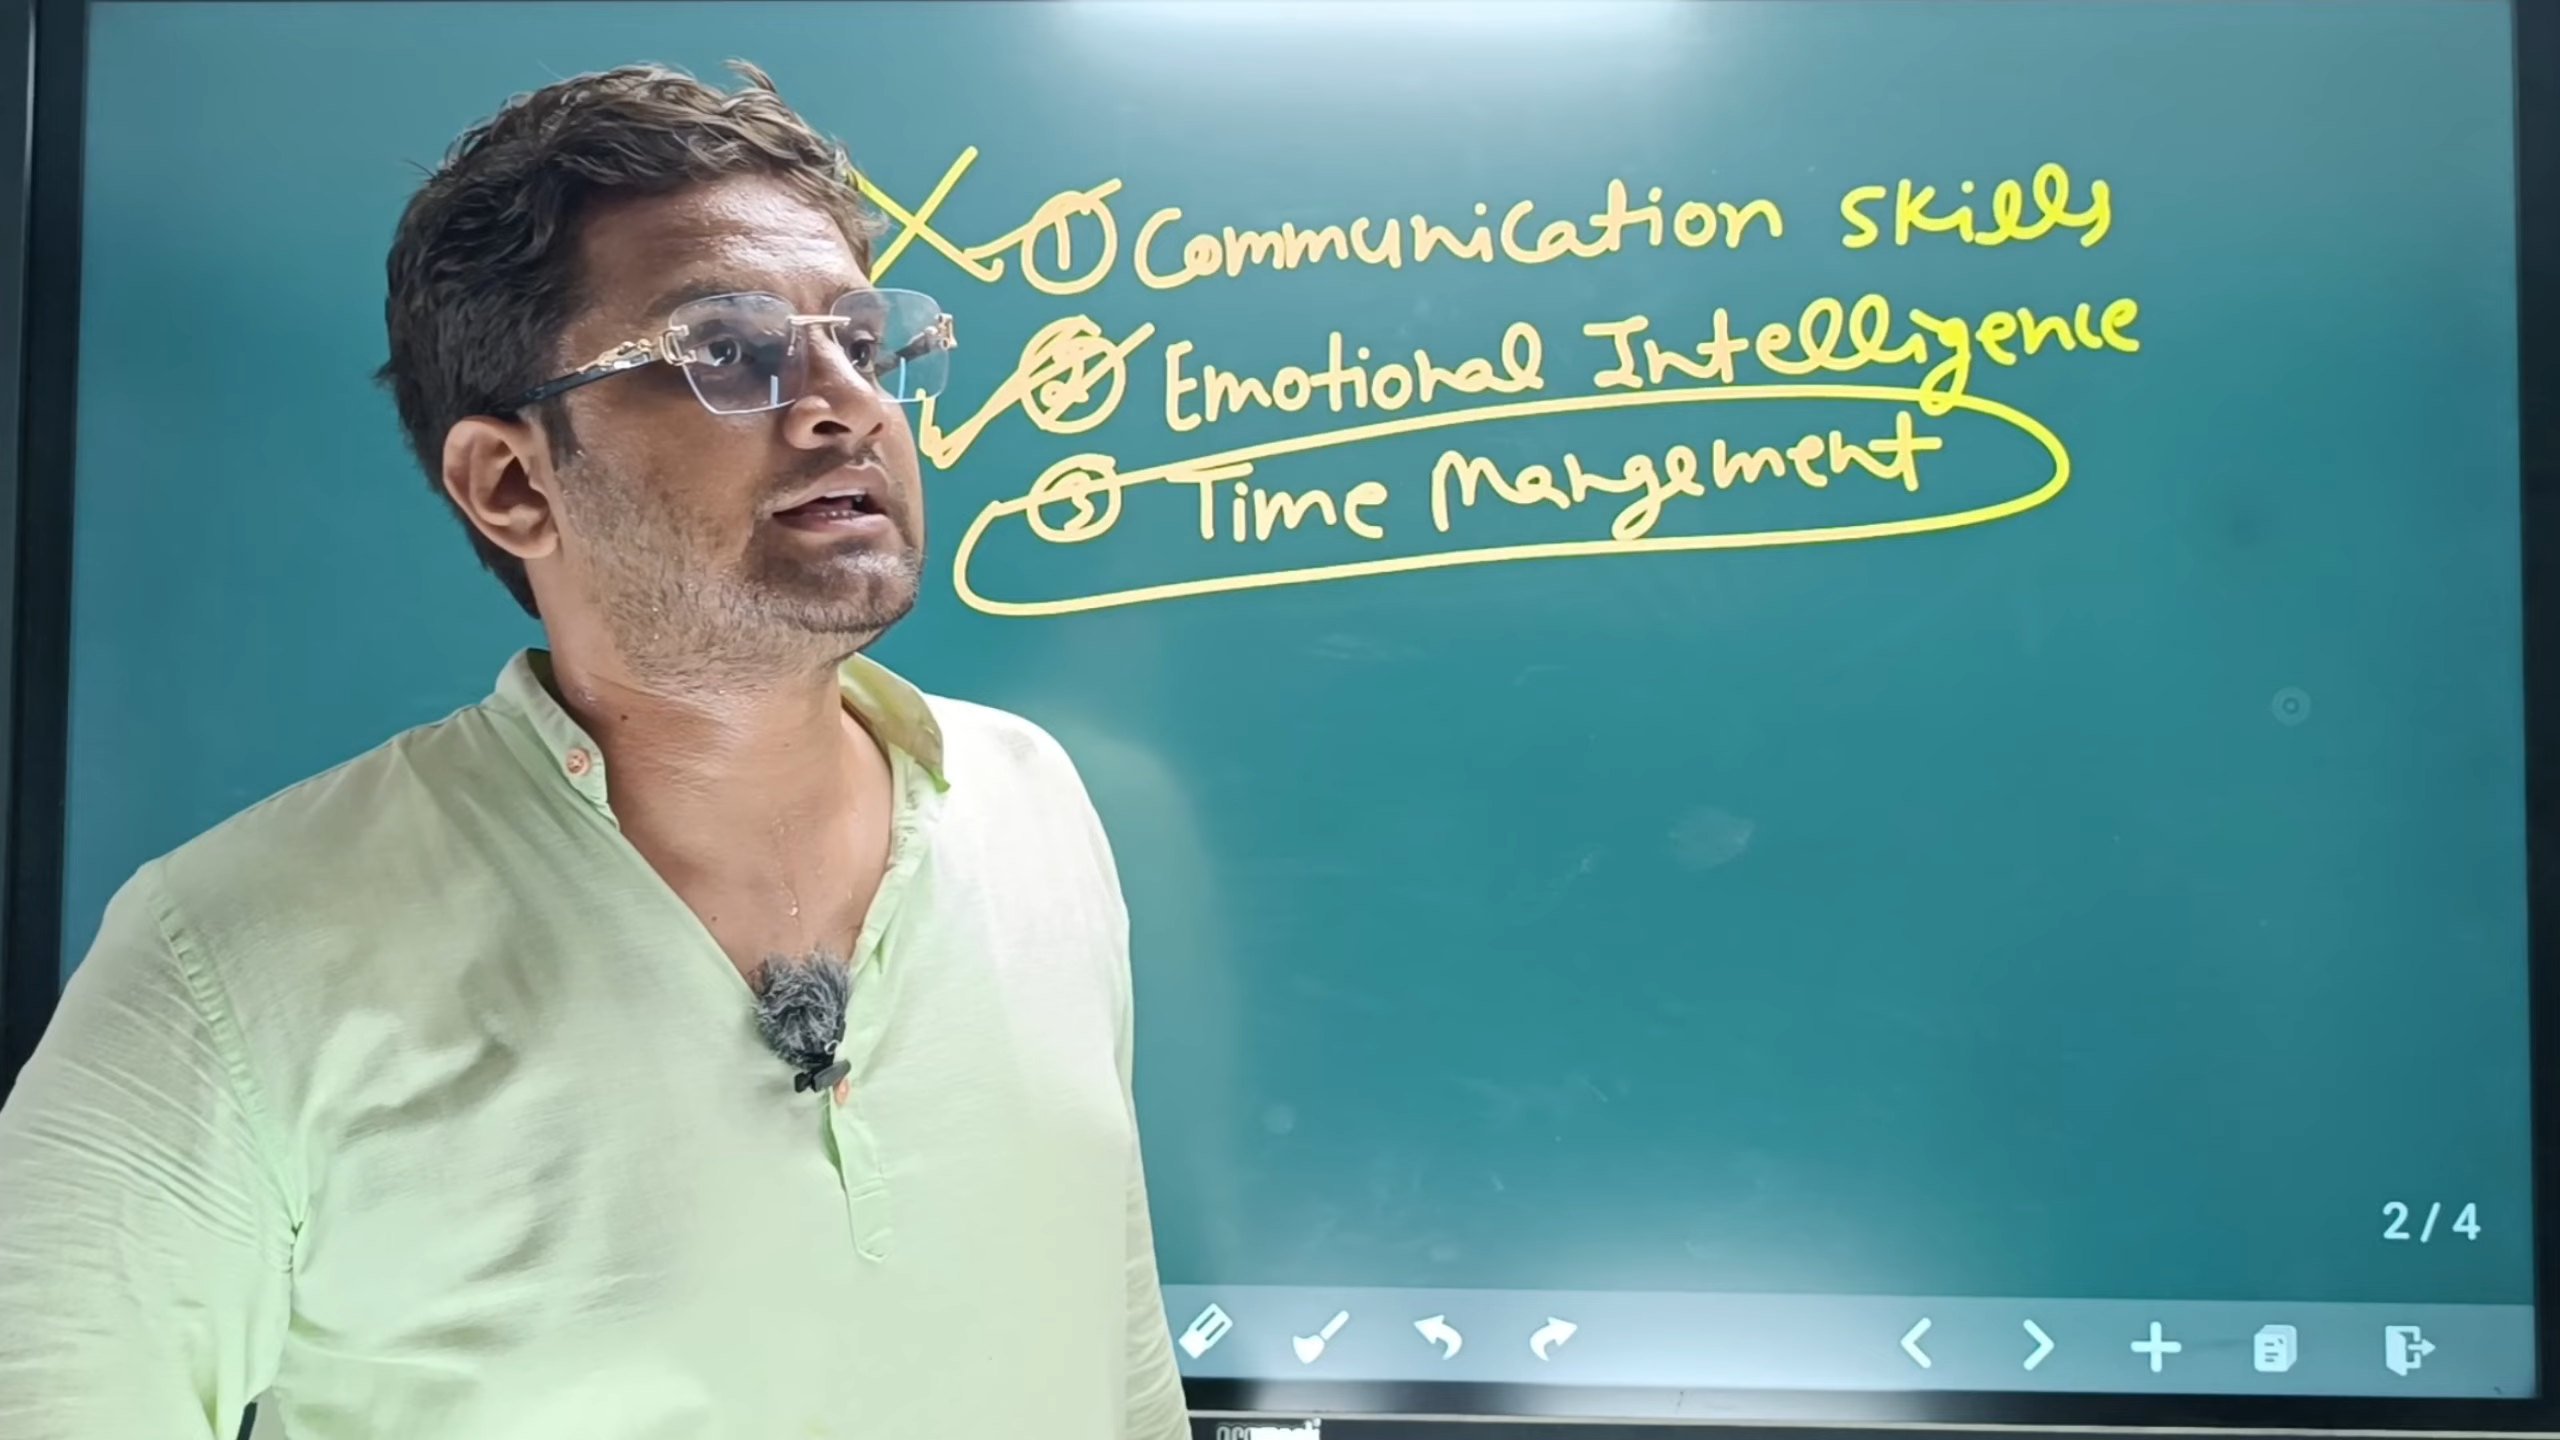 ① Communication Skills
② Emotional Intelligence
③ Time Mangement
2/4